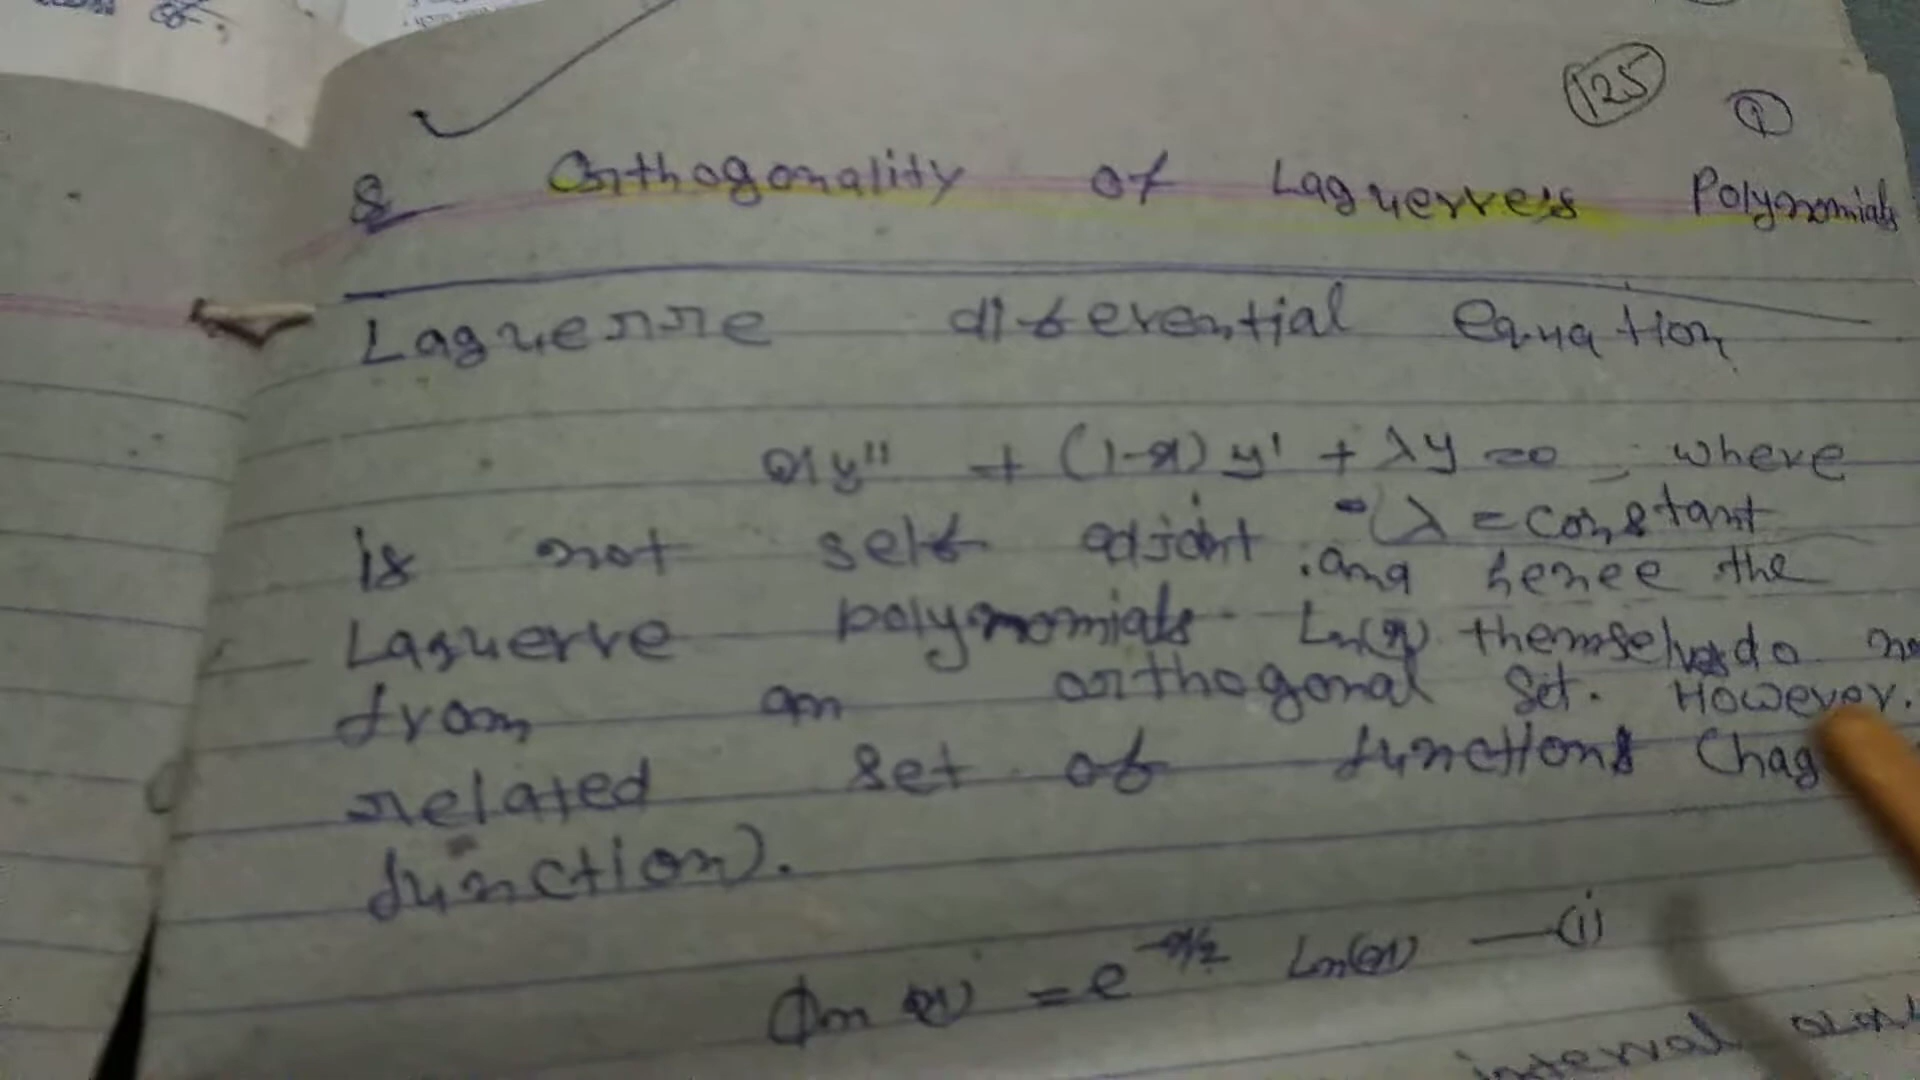 125 1
8 Orthogonality of Laguerre's Polynomials
Laguerre differential equation
xy'' + (1-x) y' + λy = 0, where
λ = constant
is not self adjoint and hence the
Laguerre polynomials Ln(x) themselves do
from an orthogonal set. However
related set of functions (
function).
Φn (x) = e^-x/2 Ln(x) —(1)
interval